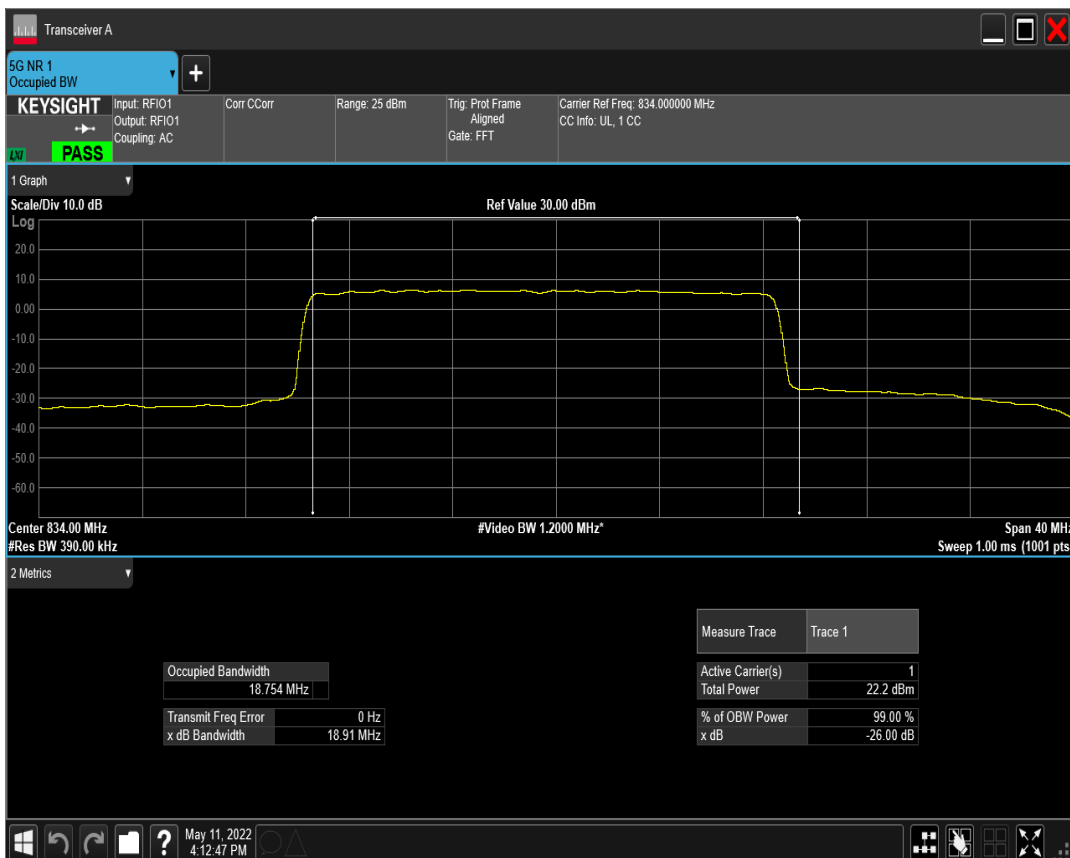 Transceiver A
5G NR 1
Occupied BW
KEYSIGHT
Input: RFIO1
Output: RFIO1
Coupling: AC
Corr CCorr
Range: 25 dBm
Trig: Prot Frame
Aligned
Gate: FFT
Carrier Ref Freq: 834.000000 MHz
CC Info: UL, 1 CC
LXI
PASS
1 Graph
Scale/Div 10.0 dB
Ref Value 30.00 dBm
Log
20.0
10.0
0.00
-10.0
-20.0
-30.0
-40.0
-50.0
-60.0
Center 834.00 MHz
#Video BW 1.2000 MHz*
Span 40 MHz
#Res BW 390.00 kHz
Sweep 1.00 ms (1001 pts
2 Metrics
Measure Trace Trace 1
Occupied Bandwidth
18.754 MHz
Active Carrier(s) 1
Total Power 22.2 dBm
Transmit Freq Error 0 Hz
x dB Bandwidth 18.91 MHz
% of OBW Power 99.00 %
x dB -26.00 dB
?
May 11, 2022
4:12:47 PM